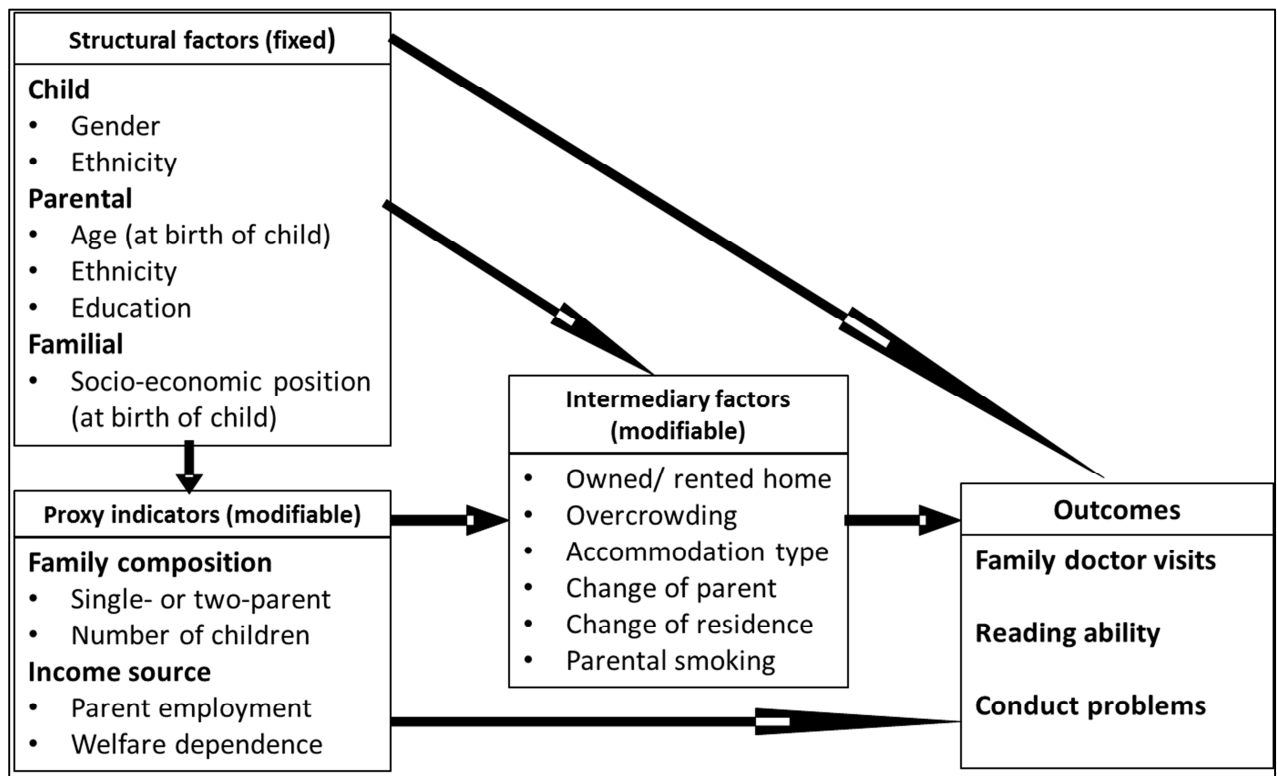 Structural factors (fixed)
Child
• Gender
• Ethnicity
Parental
• Age (at birth of child)
• Ethnicity
• Education
Familial
• Socio-economic position
(at birth of child)
Proxy indicators (modifiable)
Family composition
• Single- or two-parent
• Number of children
Income source
• Parent employment
• Welfare dependence
Intermediary factors
(modifiable)
• Owned/ rented home
• Overcrowding
• Accommodation type
• Change of parent
• Change of residence
• Parental smoking
Outcomes
Family doctor visits
Reading ability
Conduct problems